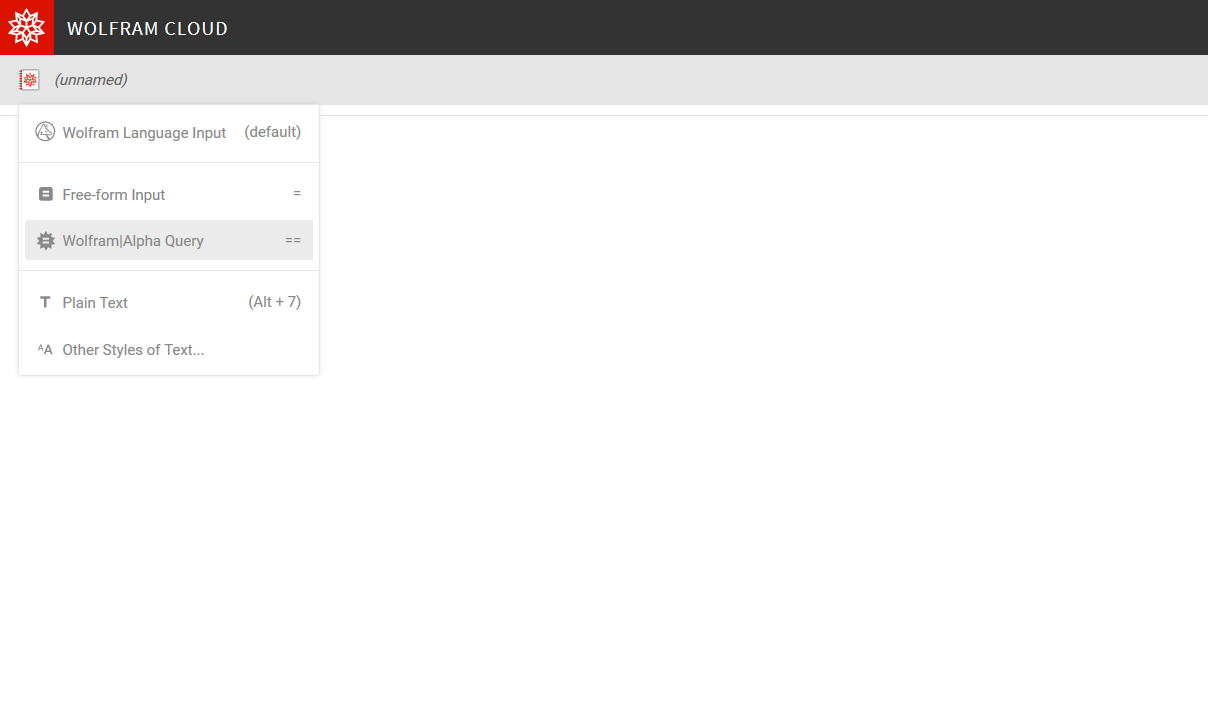 WOLFRAM CLOUD
(unnamed)
Wolfram Language Input (default)
Free-form Input =
Wolfram|Alpha Query ==
T Plain Text (Alt + 7)
AA Other Styles of Text...